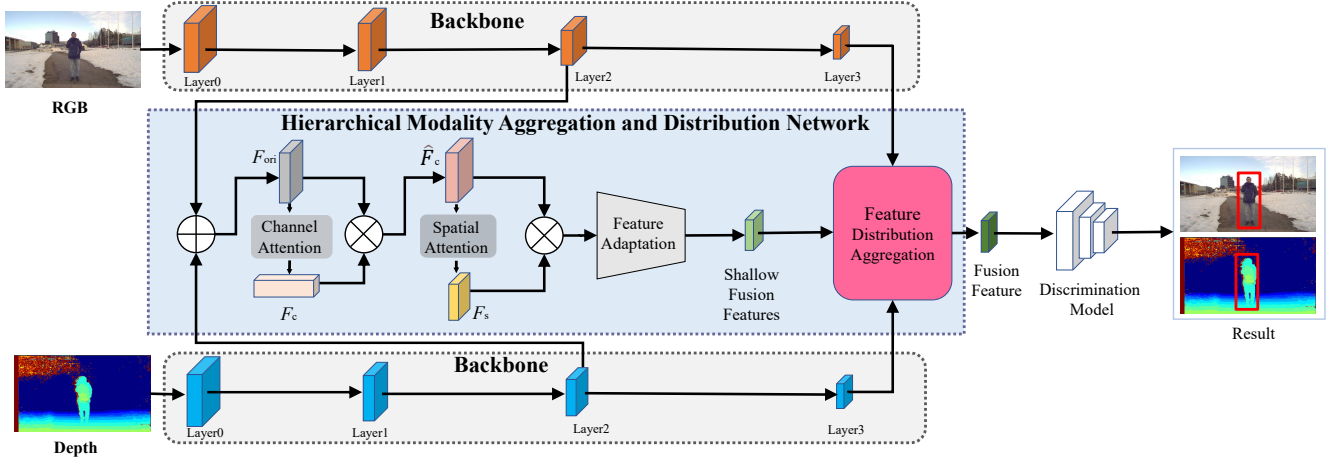 Backbone
Layer0
Layer1
Layer2
Layer3
RGB
Hierarchical Modality Aggregation and Distribution Network
F_ori
F̂_c
Channel
Attention
Spatial
Attention
F_c
F_s
Feature
Adaptation
Shallow
Fusion
Features
Feature
Distribution
Aggregation
Fusion
Feature
Discrimination
Model
Result
Backbone
Layer0
Layer1
Layer2
Layer3
Depth